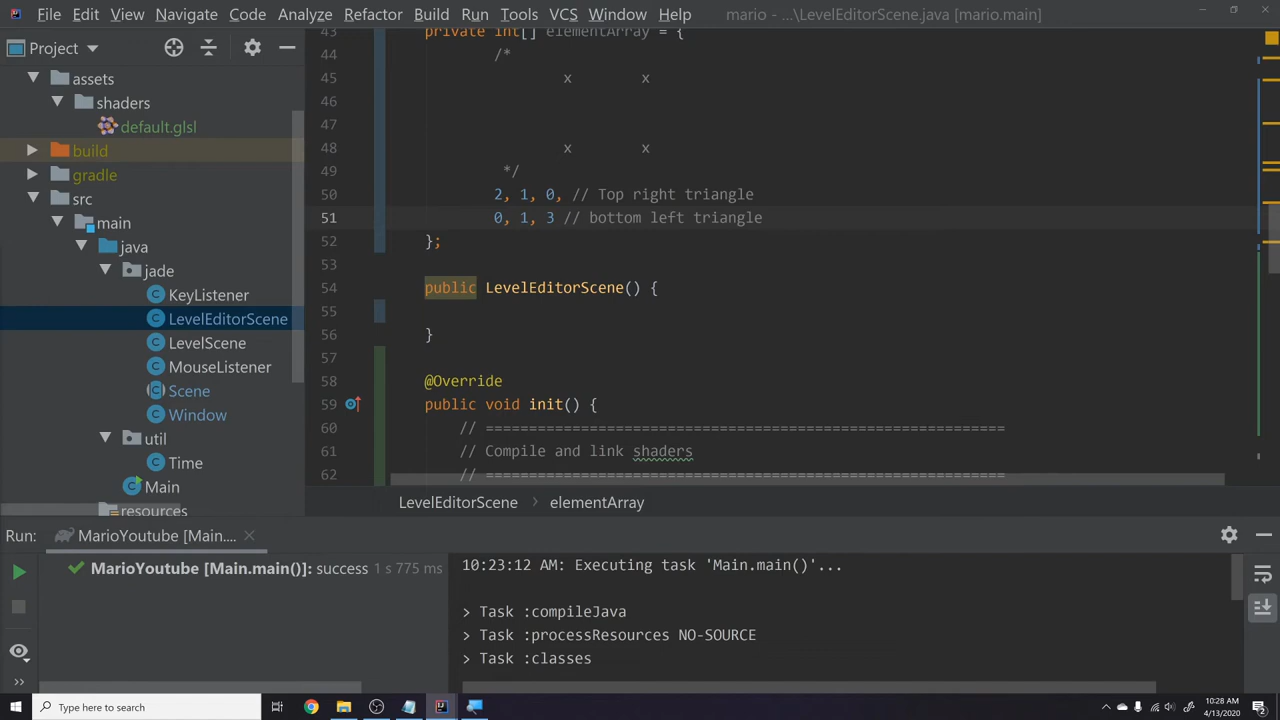 File Edit View Navigate Code Analyze Refactor Build Run Tools VCS Window Help mario - ...\LevelEditorScene.java [mario.main]
Project
assets
shaders
default.glsl
build
gradle
src
main
java
jade
KeyListener
LevelEditorScene
LevelScene
MouseListener
Scene
Window
util
Time
Main
resources
43 private int[] elementArray = {
44 /*
45 x x
46
47
48 x x
49 */
50 2, 1, 0, // Top right triangle
51 0, 1, 3 // bottom left triangle
52 };
53
54 public LevelEditorScene() {
55
56 }
57
58 @Override
59 public void init() {
60 // ============================================================
61 // Compile and link shaders
62 // ============================================================
LevelEditorScene elementArray
Run: MarioYoutube [Main....
MarioYoutube [Main.main()]: success 1 s 775 ms
10:23:12 AM: Executing task 'Main.main()'...
> Task :compileJava
> Task :processResources NO-SOURCE
> Task :classes
Type here to search
10:28 AM
4/13/2020
2